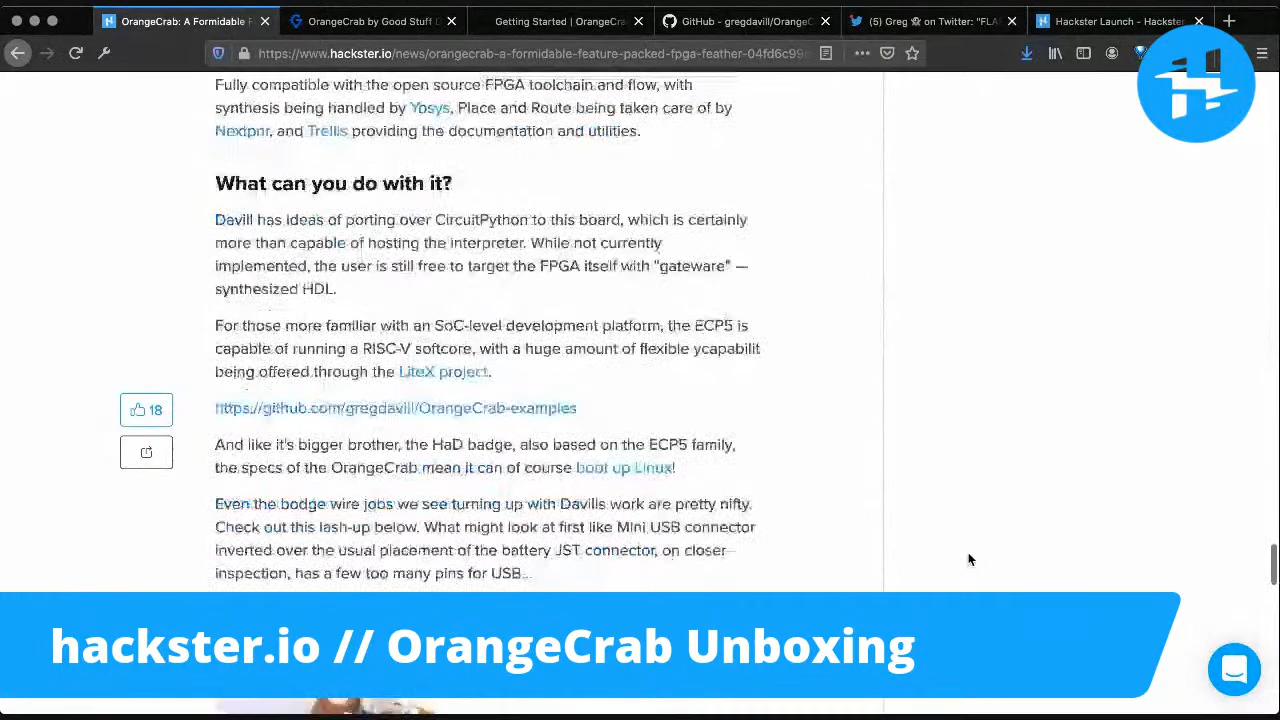 OrangeCrab: A Formidable F
OrangeCrab by Good Stuff D
Getting Started | OrangeCra
GitHub - gregdavill/OrangeC
(5) Greg on Twitter: "FLA
Hackster Launch - Hackster
https://www.hackster.io/news/orangecrab-a-formidable-feature-packed-fpga-feather-04fd6c99
Fully compatible with the open source FPGA toolchain and flow, with
synthesis being handled by Yosys, Place and Route being taken care of by
Nextpnr, and Trellis providing the documentation and utilities.
What can you do with it?
Davill has ideas of porting over CircuitPython to this board, which is certainly
more than capable of hosting the interpreter. While not currently
implemented, the user is still free to target the FPGA itself with "gateware" —
synthesized HDL.
For those more familiar with an SoC-level development platform, the ECP5 is
capable of running a RISC-V softcore, with a huge amount of flexible ycapabilit
being offered through the LiteX project.
https://github.com/gregdavill/OrangeCrab-examples
18
And like it's bigger brother, the HaD badge, also based on the ECP5 family,
the specs of the OrangeCrab mean it can of course boot up Linux!
Even the bodge wire jobs we see turning up with Davills work are pretty nifty.
Check out this lash-up below. What might look at first like Mini USB connector
inverted over the usual placement of the battery JST connector, on closer
inspection, has a few too many pins for USB...
hackster.io // OrangeCrab Unboxing